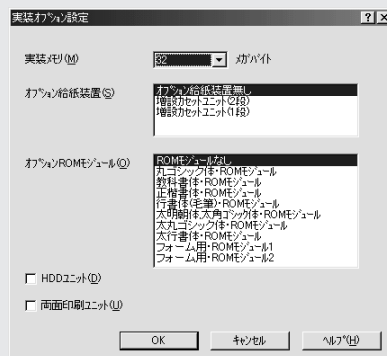 実装ｵﾌﾟｼｮﾝ設定
実装ﾒﾓﾘ(M)
32
ﾒｶﾞﾊﾞｲﾄ
ｵﾌﾟｼｮﾝ給紙装置(S)
ｵﾌﾟｼｮﾝ給紙装置無し
増設ｶｾｯﾄﾕﾆｯﾄ(2段)
増設ｶｾｯﾄﾕﾆｯﾄ(1段)
ｵﾌﾟｼｮﾝROMﾓｼﾞｭｰﾙ(O)
ROMﾓｼﾞｭｰﾙなし
丸ゴシック体・ROMﾓｼﾞｭｰﾙ
教科書体・ROMﾓｼﾞｭｰﾙ
正楷書体・ROMﾓｼﾞｭｰﾙ
行書体(毛筆)・ROMﾓｼﾞｭｰﾙ
太明朝体,太角ｺﾞｼｯｸ体・ROMﾓｼﾞｭｰﾙ
太丸ゴシック体・ROMﾓｼﾞｭｰﾙ
太行書体・ROMﾓｼﾞｭｰﾙ
フォーム用・ROMﾓｼﾞｭｰﾙ1
フォーム用・ROMﾓｼﾞｭｰﾙ2
HDDﾕﾆｯﾄ(D)
両面印刷ﾕﾆｯﾄ(U)
OK
ｷｬﾝｾﾙ
ﾍﾙﾌﾟ(H)